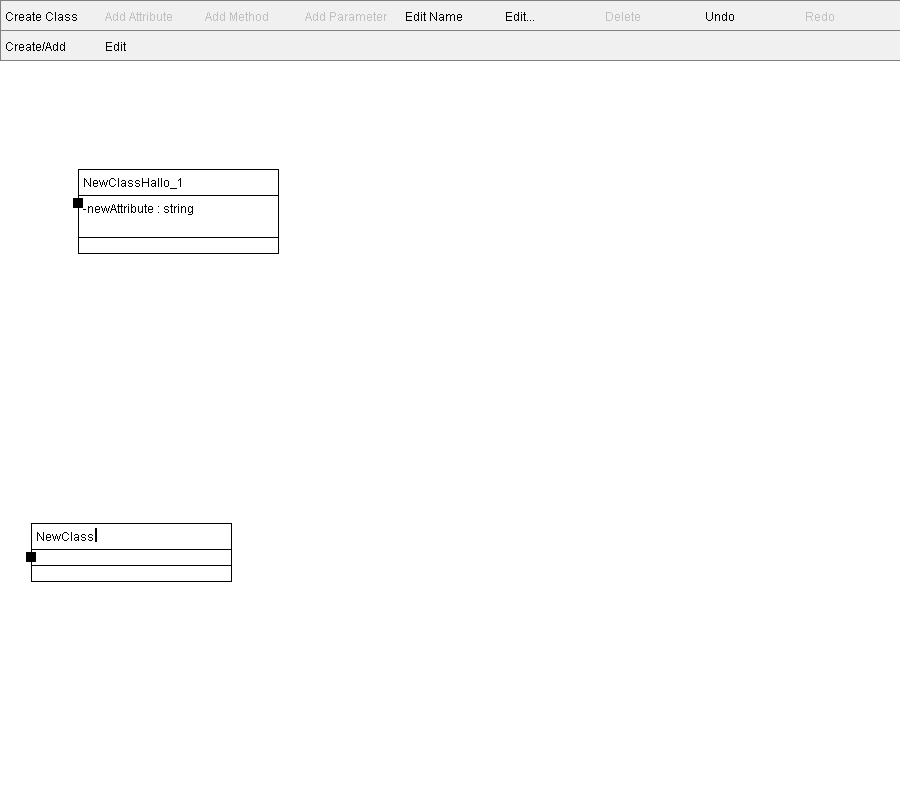 Create Class Add Attribute Add Method Add Parameter Edit Name Edit... Delete Undo Redo
Create/Add Edit
NewClassHallo_1
-newAttribute : string
NewClass